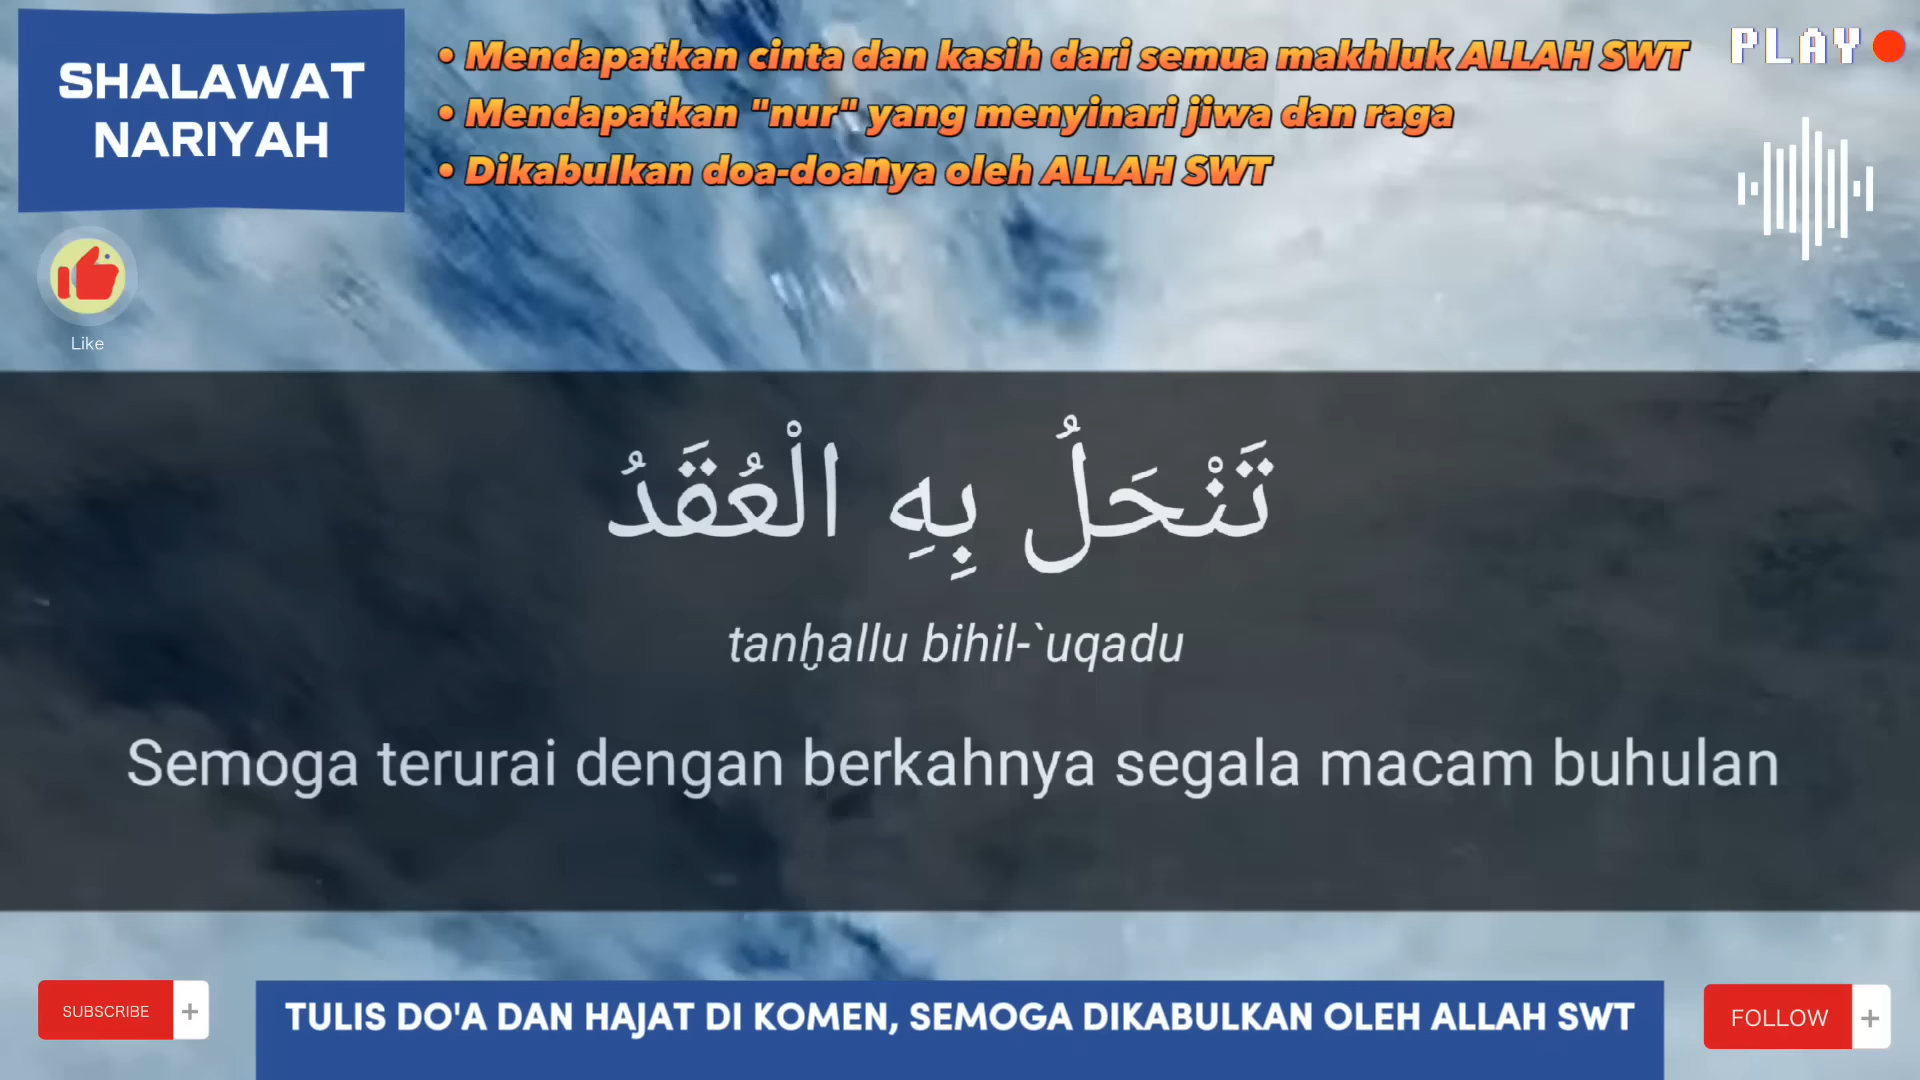 SHALAWAT
NARIYAH
• Mendapatkan cinta dan kasih dari semua makhluk ALLAH SWT
• Mendapatkan "nur" yang menyinari jiwa dan raga
• Dikabulkan doa-doanya oleh ALLAH SWT
PLAY
Like
تَنْحَلُ بِهِ الْعُقَدُ
tanḫallu bihil-`uqadu
Semoga terurai dengan berkahnya segala macam buhulan
SUBSCRIBE +
TULIS DO'A DAN HAJAT DI KOMEN, SEMOGA DIKABULKAN OLEH ALLAH SWT
FOLLOW +